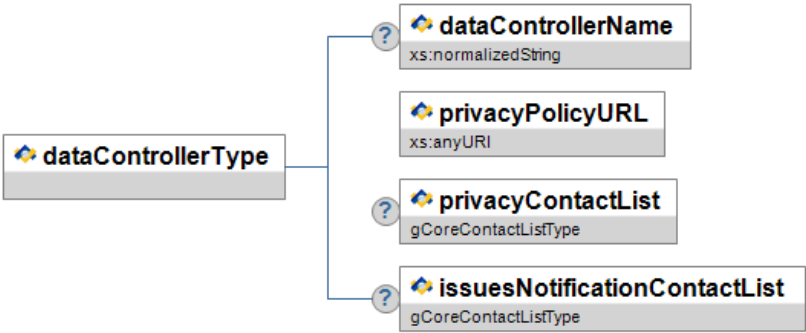 dataControllerType
?
dataControllerName
xs:normalizedString
privacyPolicyURL
xs:anyURI
?
privacyContactList
gCoreContactListType
?
issuesNotificationContactList
gCoreContactListType